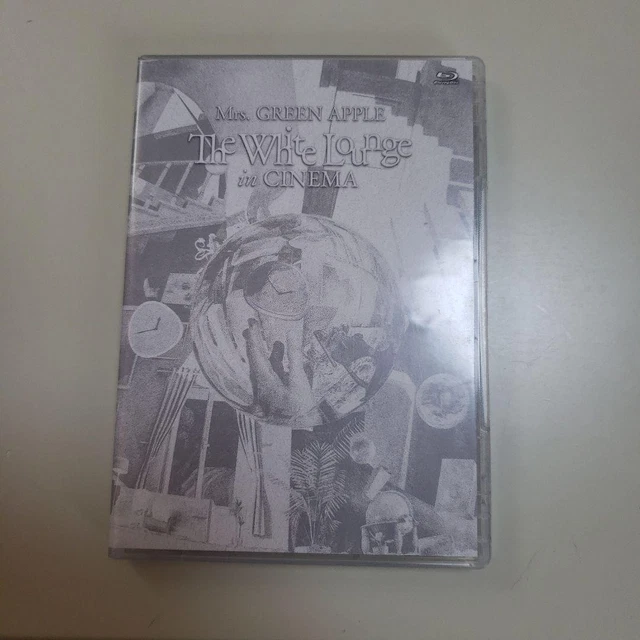 Mrs. GREEN APPLE
The White Lounge
in CINEMA